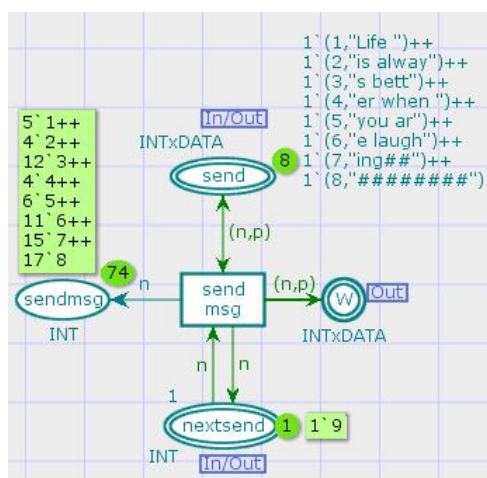 1`(1,"Life ")++
1`(2,"is alway")++
1`(3,"s bett")++
1`(4,"er when ")++
1`(5,"you ar")++
1`(6,"e laugh")++
1`(7,"ing##")++
1`(8,"########")
5`1++
4`2++
12`3++
4`4++
6`5++
11`6++
15`7++
17`8
In/Out
INTxDATA
send
8
(n,p)
74
sendmsg
n
INT
send
msg
(n,p)
W
Out
INTxDATA
n
n
1
nextsend
1
1`9
INT
In/Out